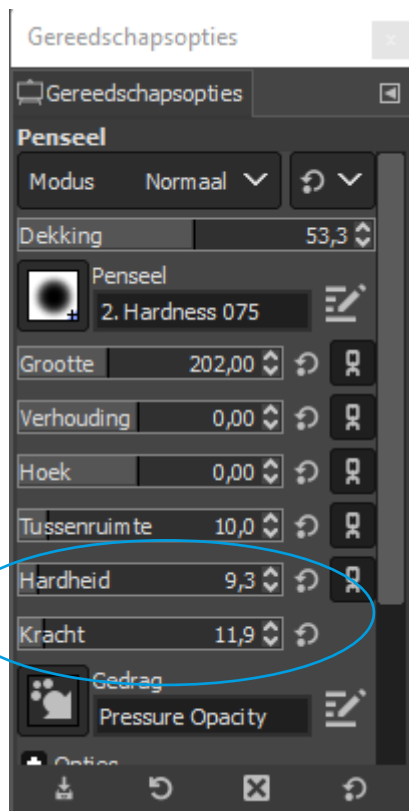 Gereedschapsopties x
Gereedschapsopties
Penseel
Modus Normaal
Dekking 53,3
Penseel
2. Hardness 075
Grootte 202,00
Verhouding 0,00
Hoek 0,00
Tussenruimte 10,0
Hardheid 9,3
Kracht 11,9
Gedrag
Pressure Opacity
Opties